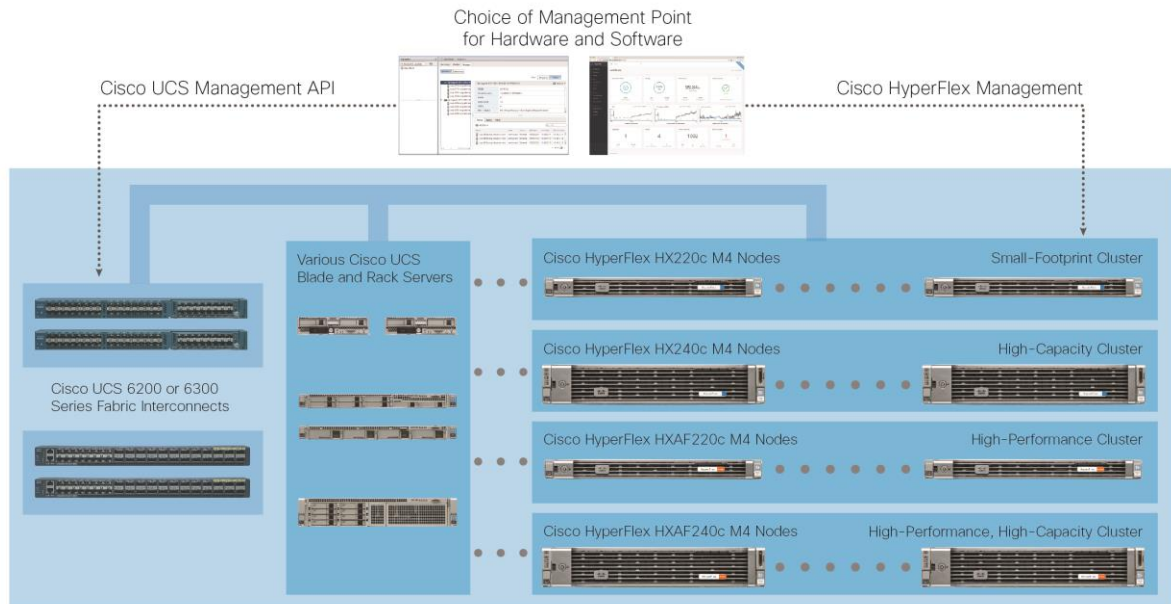 Choice of Management Point
for Hardware and Software
Cisco UCS Management API
Cisco HyperFlex Management
Various Cisco UCS
Blade and Rack Servers
Cisco HyperFlex HX220c M4 Nodes
Small-Footprint Cluster
Cisco HyperFlex HX240c M4 Nodes
High-Capacity Cluster
Cisco UCS 6200 or 6300
Series Fabric Interconnects
Cisco HyperFlex HXAF220c M4 Nodes
High-Performance Cluster
Cisco HyperFlex HXAF240c M4 Nodes
High-Performance, High-Capacity Cluster